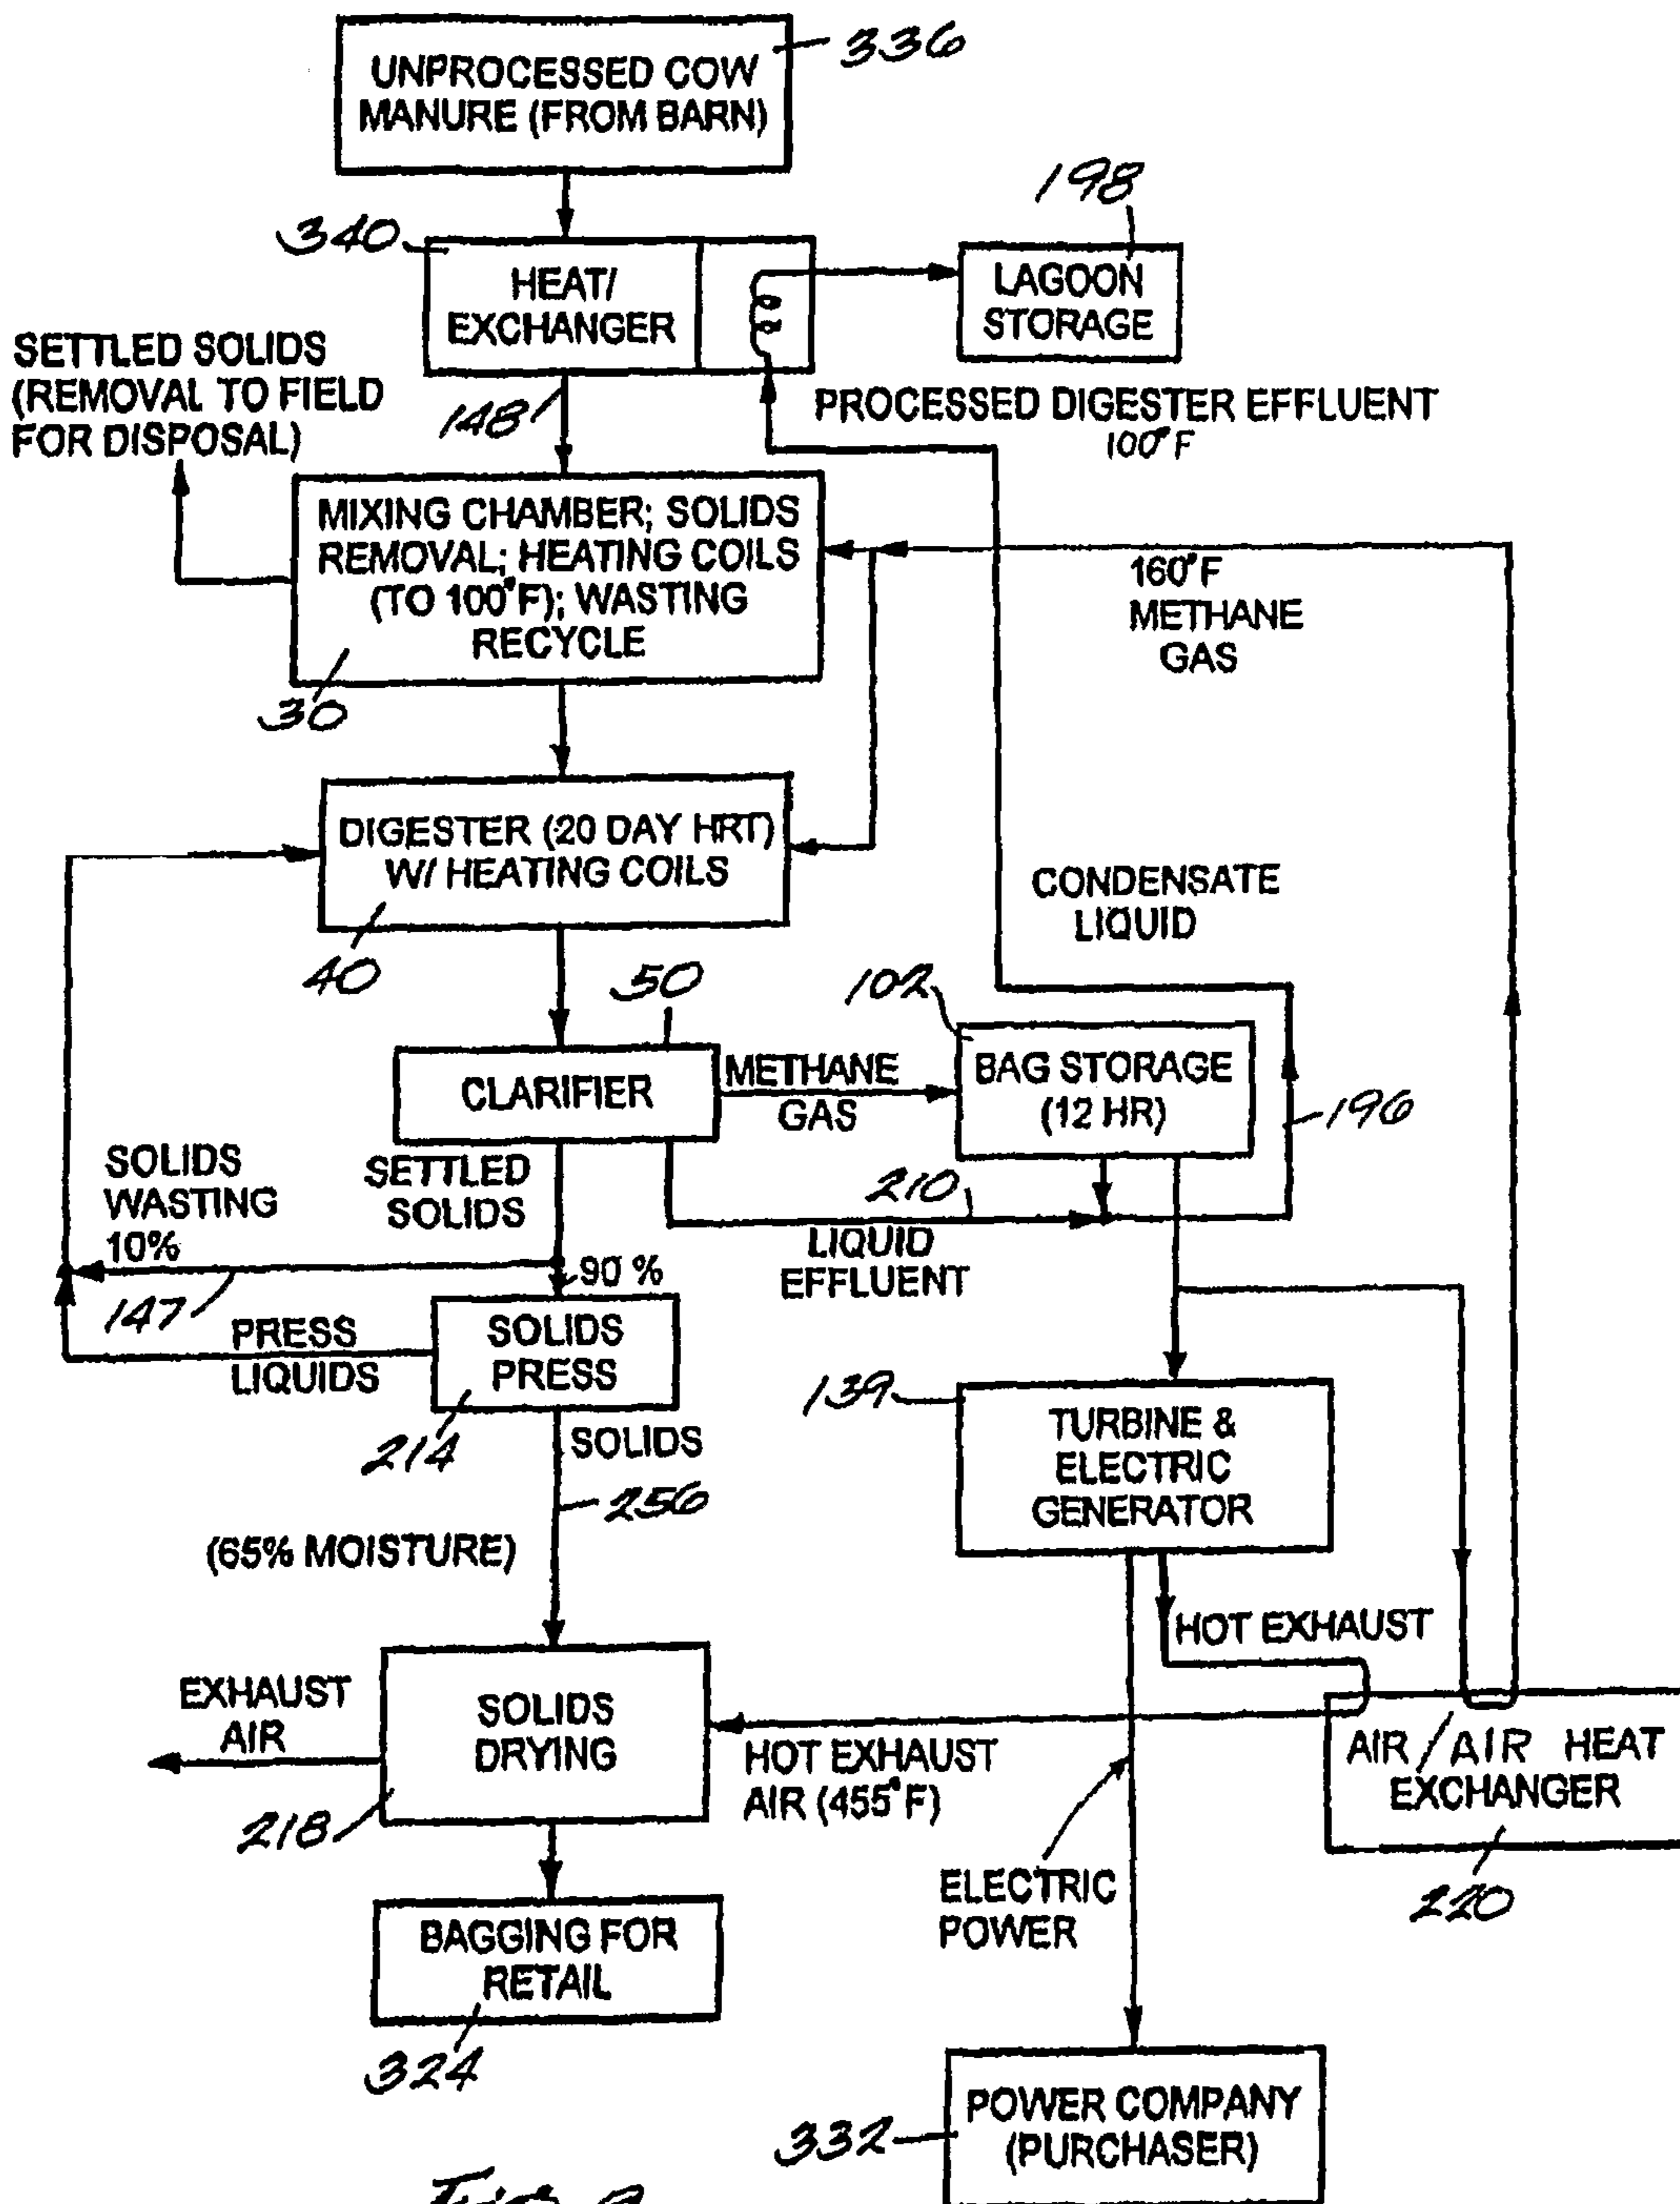 UNPROCESSED COW
MANURE (FROM BARN)
336
340
HEAT/
EXCHANGER
198
LAGOON
STORAGE
SETTLED SOLIDS
(REMOVAL TO FIELD
FOR DISPOSAL)
148
PROCESSED DIGESTER EFFLUENT
100°F
MIXING CHAMBER; SOLIDS
REMOVAL; HEATING COILS
(TO 100°F); WASTING
RECYCLE
30
160°F
METHANE
GAS
DIGESTER (20 DAY HRT)
W/ HEATING COILS
40
CONDENSATE
LIQUID
50
CLARIFIER
METHANE
GAS
102
BAG STORAGE
(12 HR)
196
SOLIDS
WASTING
10%
SETTLED
SOLIDS
210
LIQUID
EFFLUENT
90 %
147
PRESS
LIQUIDS
SOLIDS
PRESS
214
SOLIDS
256
(65% MOISTURE)
139
TURBINE &
ELECTRIC
GENERATOR
HOT EXHAUST
EXHAUST
AIR
SOLIDS
DRYING
218
HOT EXHAUST
AIR (455°F)
AIR/AIR HEAT
EXCHANGER
220
ELECTRIC
POWER
BAGGING FOR
RETAIL
324
332
POWER COMPANY
(PURCHASER)